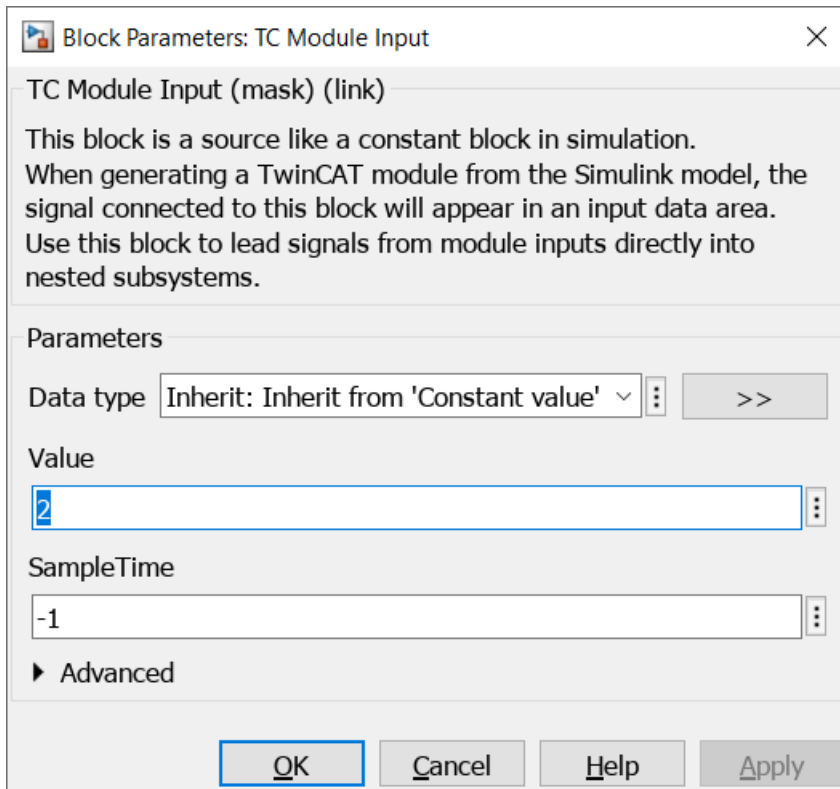 Block Parameters: TC Module Input
TC Module Input (mask) (link)
This block is a source like a constant block in simulation.
When generating a TwinCAT module from the Simulink model, the
signal connected to this block will appear in an input data area.
Use this block to lead signals from module inputs directly into
nested subsystems.
Parameters
Data type Inherit: Inherit from 'Constant value' >>
Value
2
SampleTime
-1
Advanced
OK Cancel Help Apply